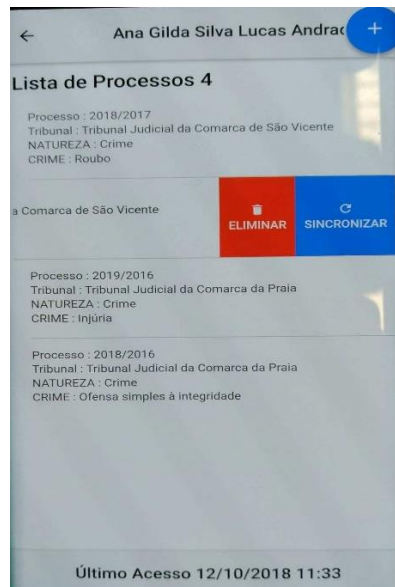 Ana Gilda Silva Lucas Andra
Lista de Processos 4
Processo : 2018/2017
Tribunal : Tribunal Judicial da Comarca de São Vicente
NATUREZA : Crime
CRIME : Roubo
a Comarca de São Vicente
ELIMINAR
SINCRONIZAR
Processo : 2019/2016
Tribunal : Tribunal Judicial da Comarca da Praia
NATUREZA : Crime
CRIME : Injúria
Processo : 2018/2016
Tribunal : Tribunal Judicial da Comarca da Praia
NATUREZA : Crime
CRIME : Ofensa simples à integridade
Último Acesso 12/10/2018 11:33